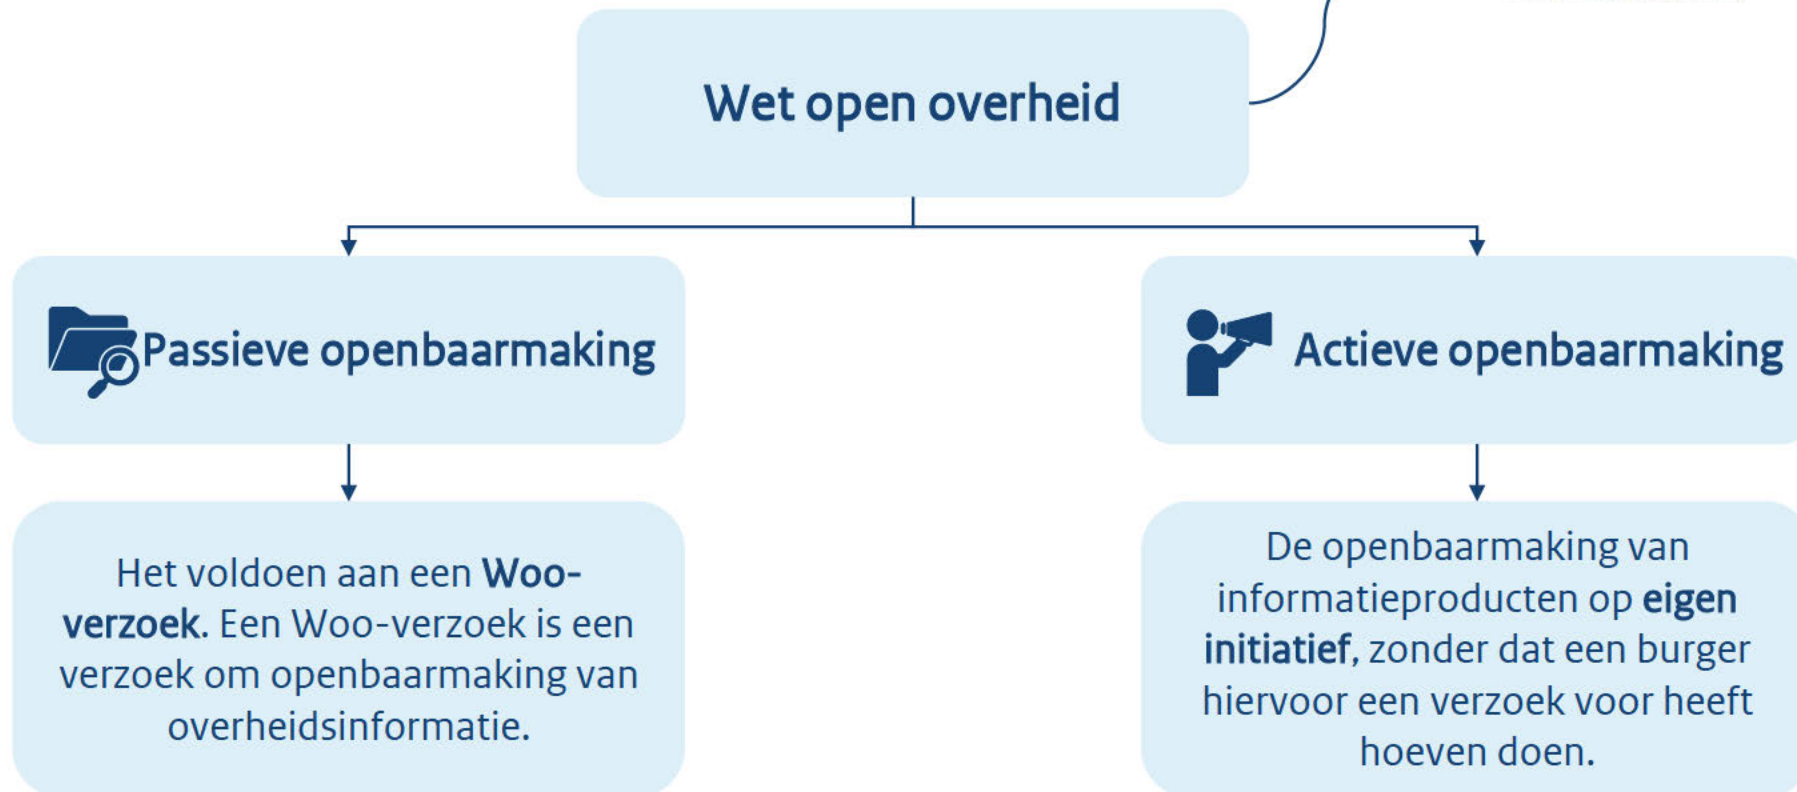 Wet open overheid
Passieve openbaarmaking
Actieve openbaarmaking
Het voldoen aan een Woo-
verzoek. Een Woo-verzoek is een
verzoek om openbaarmaking van
overheidsinformatie.
De openbaarmaking van
informatieproducten op eigen
initiatief, zonder dat een burger
hiervoor een verzoek voor heeft
hoeven doen.